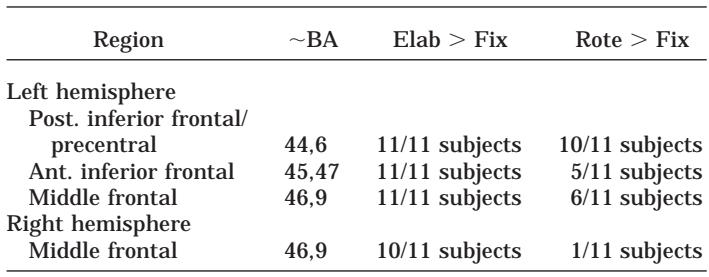 Region ~BA Elab > Fix Rote > Fix
Left hemisphere
Post. inferior frontal/
precentral 44,6 11/11 subjects 10/11 subjects
Ant. inferior frontal 45,47 11/11 subjects 5/11 subjects
Middle frontal 46,9 11/11 subjects 6/11 subjects
Right hemisphere
Middle frontal 46,9 10/11 subjects 1/11 subjects